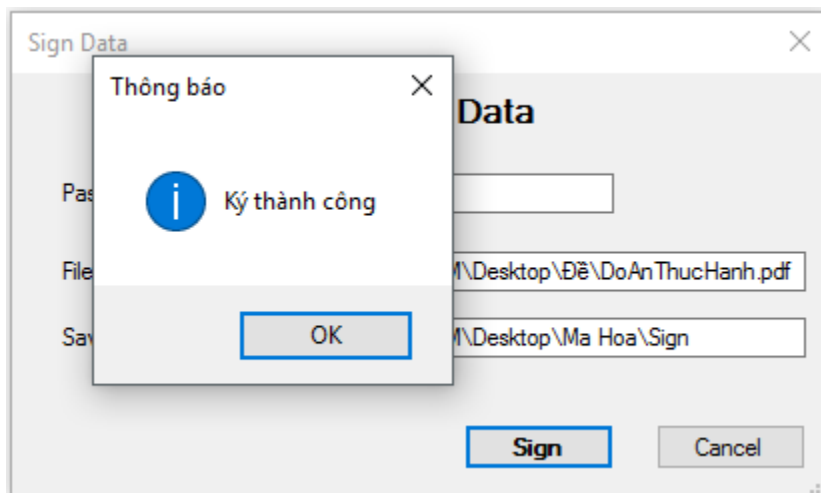 Sign Data
Thông báo
Data
Ký thành công
File
M\Desktop\Đề\DoAnThucHanh.pdf
M\Desktop\Ma Hoa\Sign
OK
Sign
Cancel